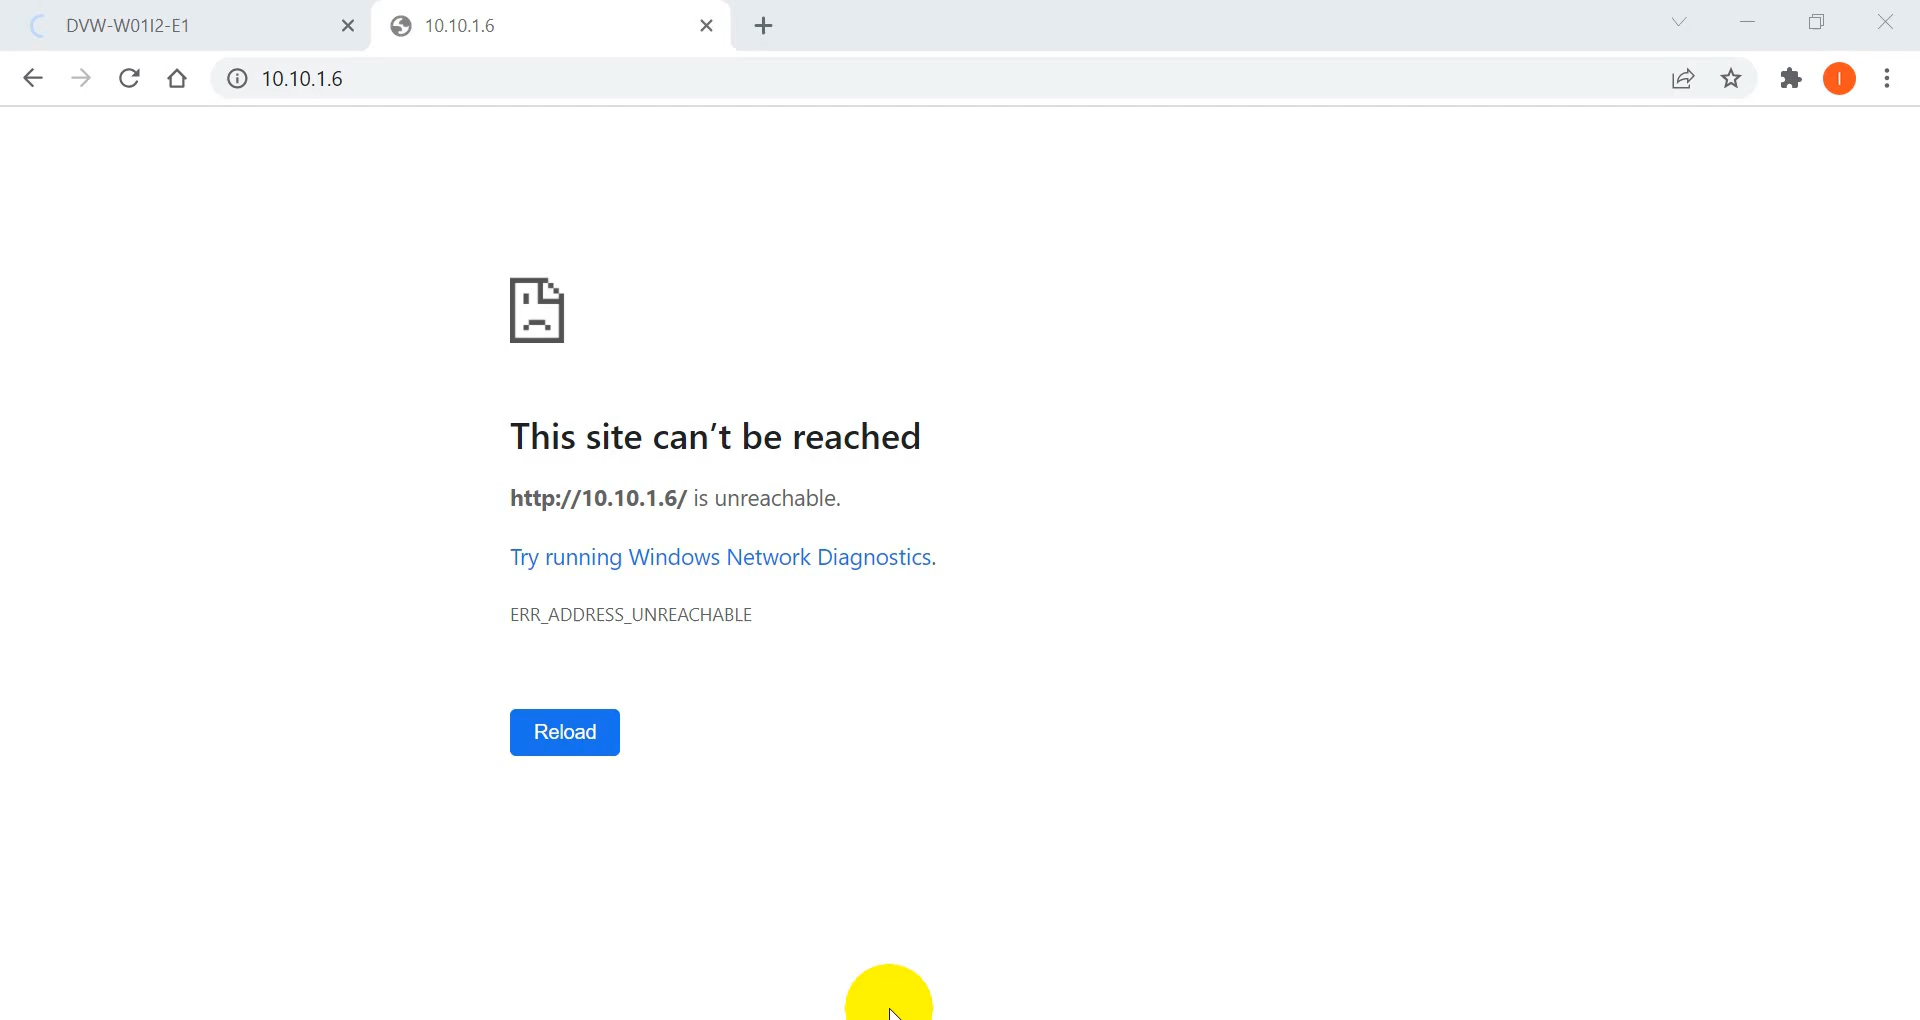 DVW-W01I2-E1
10.10.1.6
10.10.1.6
I
This site can’t be reached
http://10.10.1.6/ is unreachable.
Try running Windows Network Diagnostics.
ERR_ADDRESS_UNREACHABLE
Reload